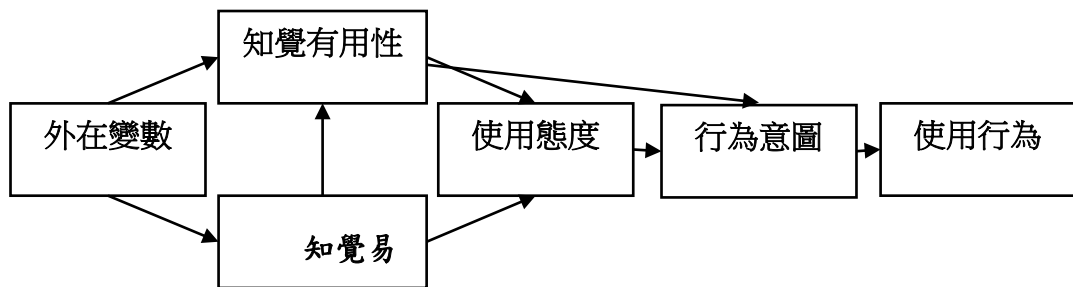 知覺有用性
外在變數
使用態度
行為意圖
使用行為
知覺易